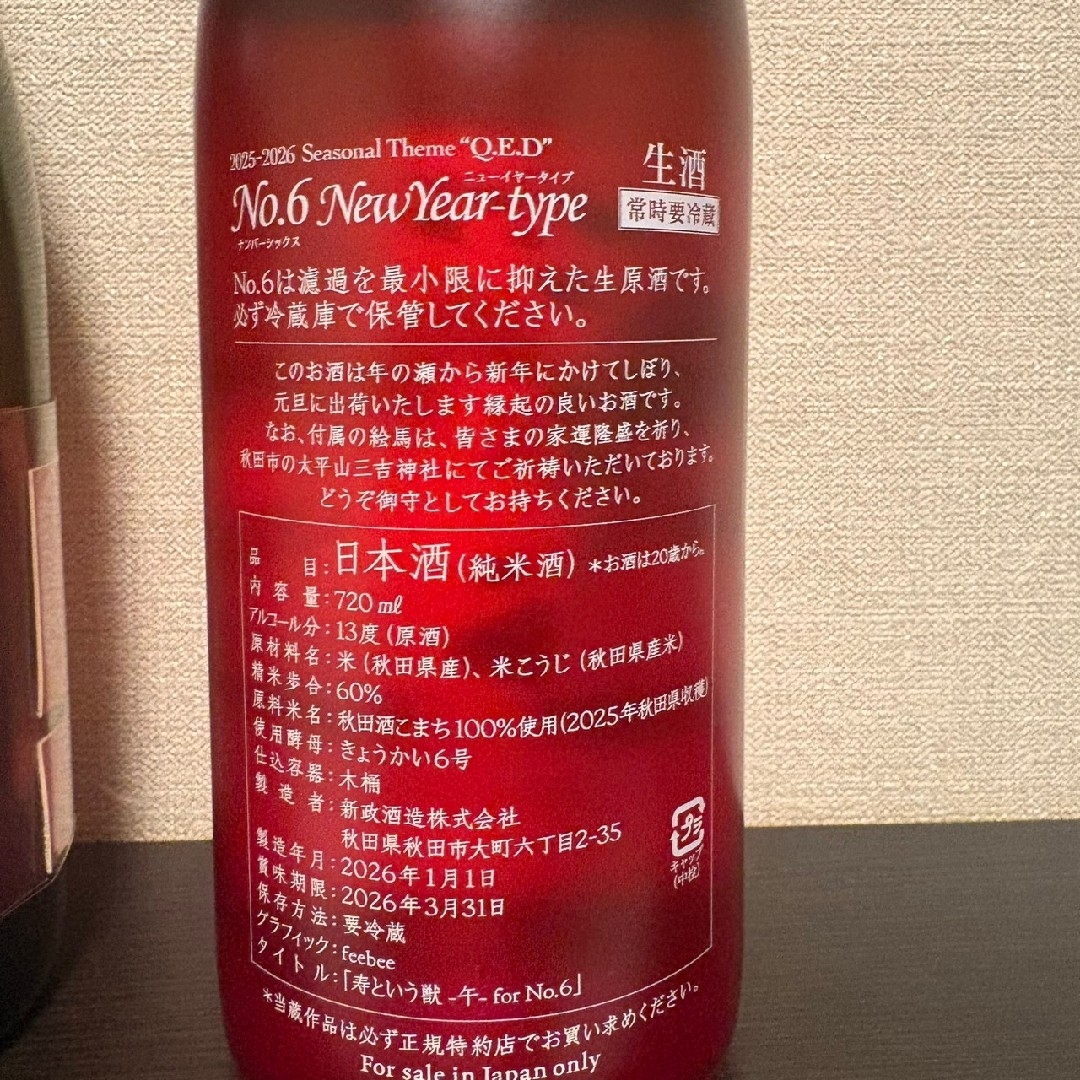 2025-2026 Seasonal Theme "Q.E.D"
ニューイヤータイプ
No.6 NewYear-type
ナンバーシックス
生酒
常時要冷蔵
No.6は濾過を最小限に抑えた生原酒です。
必ず冷蔵庫で保管してください。
このお酒は年の瀬から新年にかけてしぼり、
元旦に出荷いたします縁起の良いお酒です。
なお、付属の絵馬は、皆さまの家運隆盛を祈り、
秋田市の太平山三吉神社にてご祈祷いただいております。
どうぞ御守としてお持ちください。
品目：日本酒(純米酒) *お酒は20歳から。
内容量：720㎖
アルコール分：13度(原酒)
原材料名：米(秋田県産)、米こうじ(秋田県産米)
精米歩合：60%
原料米名：秋田酒こまち100%使用(2025年秋田県収穫)
使用酵母：きょうかい6号
仕込容器：木桶
製造者：新政酒造株式会社
秋田県秋田市大町六丁目2-35
製造年月：2026年1月1日
賞味期限：2026年3月31日
保存方法：要冷蔵
グラフィック：feebee
タイトル：「寿という獣 -午- for No.6」
プラ
キャップ
(中栓)
*当蔵作品は必ず正規特約店でお買い求めください。
For sale in Japan only